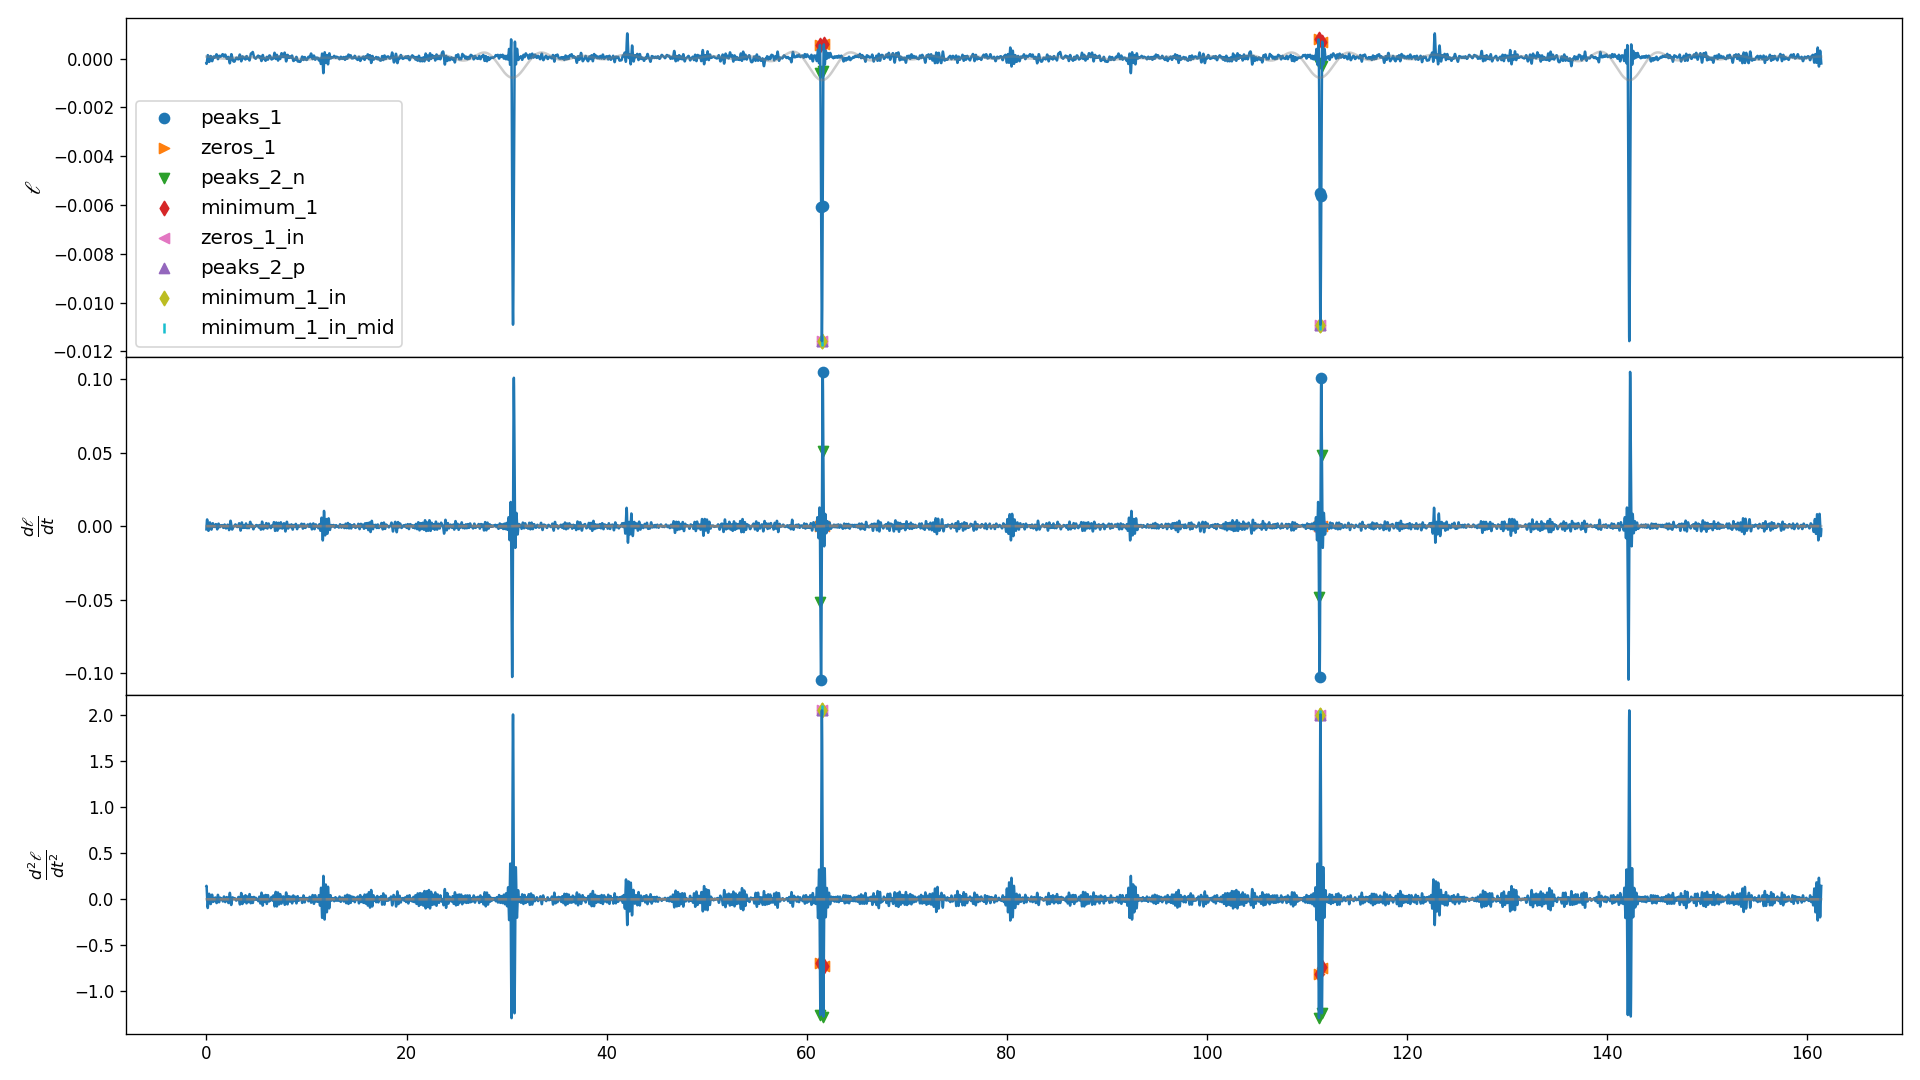 0.000
−0.002
−0.004
−0.006
−0.008
−0.010
−0.012
ℓ
peaks_1
zeros_1
peaks_2_n
minimum_1
zeros_1_in
peaks_2_p
minimum_1_in
minimum_1_in_mid
0.10
0.05
0.00
−0.05
−0.10
dℓ
dt
2.0
1.5
1.0
0.5
0.0
−0.5
−1.0
d²ℓ
dt²
0 20 40 60 80 100 120 140 160